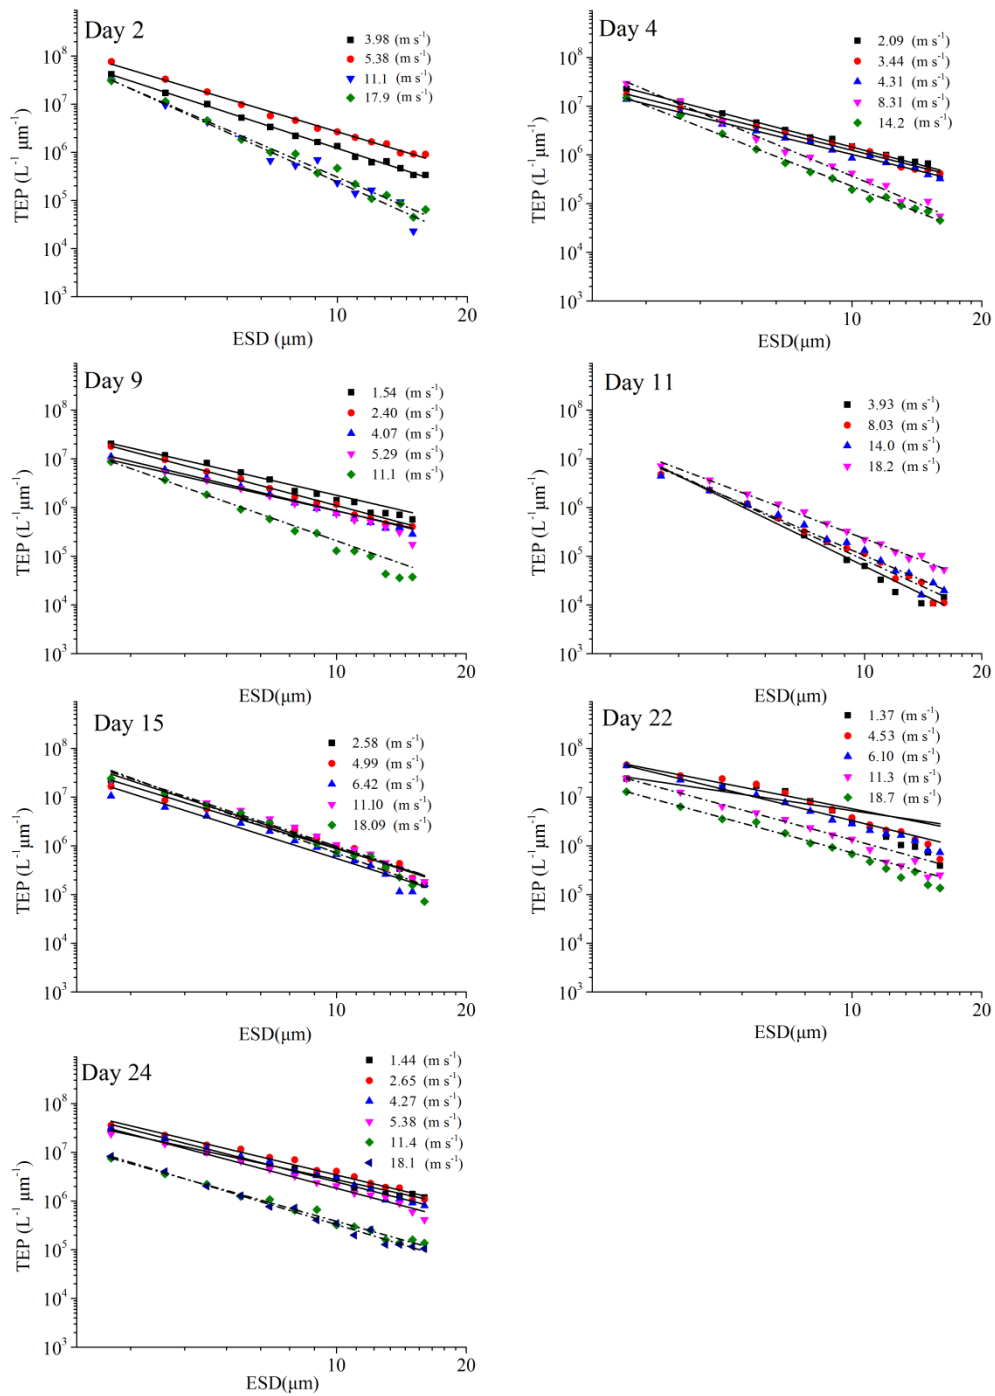 Day 2
3.98 (m s⁻¹)
5.38 (m s⁻¹)
11.1 (m s⁻¹)
17.9 (m s⁻¹)
TEP (L⁻¹ μm⁻¹)
10⁸
10⁷
10⁶
10⁵
10⁴
10³
10
20
ESD (μm)
Day 4
2.09 (m s⁻¹)
3.44 (m s⁻¹)
4.31 (m s⁻¹)
8.31 (m s⁻¹)
14.2 (m s⁻¹)
TEP (L⁻¹ μm⁻¹)
10⁸
10⁷
10⁶
10⁵
10⁴
10³
10
20
ESD(μm)
Day 9
1.54 (m s⁻¹)
2.40 (m s⁻¹)
4.07 (m s⁻¹)
5.29 (m s⁻¹)
11.1 (m s⁻¹)
TEP (L⁻¹ μm⁻¹)
10⁸
10⁷
10⁶
10⁵
10⁴
10³
10
20
ESD(μm)
Day 11
3.93 (m s⁻¹)
8.03 (m s⁻¹)
14.0 (m s⁻¹)
18.2 (m s⁻¹)
TEP (L⁻¹ μm⁻¹)
10⁸
10⁷
10⁶
10⁵
10⁴
10³
10
20
ESD(μm)
Day 15
2.58 (m s⁻¹)
4.99 (m s⁻¹)
6.42 (m s⁻¹)
11.10 (m s⁻¹)
18.09 (m s⁻¹)
TEP (L⁻¹ μm⁻¹)
10⁸
10⁷
10⁶
10⁵
10⁴
10³
10
20
ESD(μm)
Day 22
1.37 (m s⁻¹)
4.53 (m s⁻¹)
6.10 (m s⁻¹)
11.3 (m s⁻¹)
18.7 (m s⁻¹)
TEP (L⁻¹ μm⁻¹)
10⁸
10⁷
10⁶
10⁵
10⁴
10³
10
20
ESD(μm)
Day 24
1.44 (m s⁻¹)
2.65 (m s⁻¹)
4.27 (m s⁻¹)
5.38 (m s⁻¹)
11.4 (m s⁻¹)
18.1 (m s⁻¹)
TEP (L⁻¹ μm⁻¹)
10⁸
10⁷
10⁶
10⁵
10⁴
10³
10
20
ESD(μm)